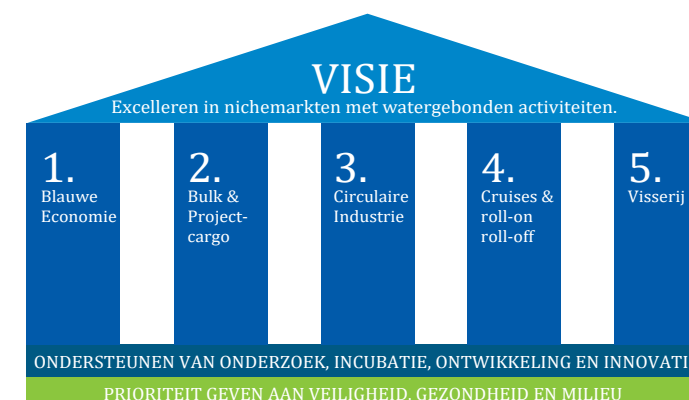 VISIE
Excelleren in nichemarkten met watergebonden activiteiten.
1.
Blauwe
Economie
2.
Bulk &
Project-
cargo
3.
Circulaire
Industrie
4.
Cruises &
roll-on
roll-off
5.
Visserij
ONDERSTEUNEN VAN ONDERZOEK, INCUBATIE, ONTWIKKELING EN INNOVATI
PRIORITEIT GEVEN AAN VEILIGHEID, GEZONDHEID EN MILIEU